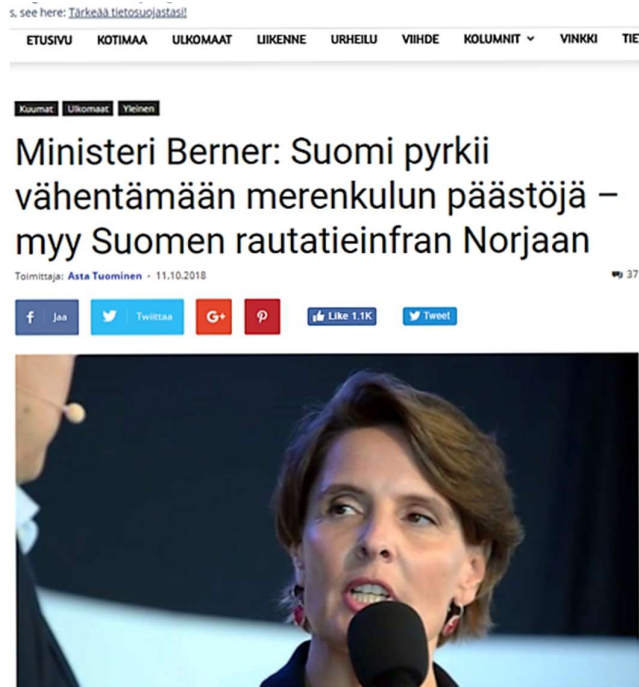 s, see here: Tärkeää tietosuojastasi!
ETUSIVU KOTIMAA ULKOMAAT LIIKENNE URHEILU VIIHDE KOLUMNIT VINKKI TIE
Kuumat Ulkomaat Yleinen
Ministeri Berner: Suomi pyrkii
vähentämään merenkulun päästöjä –
myy Suomen rautatieinfran Norjaan
Toimittaja: Asta Tuominen - 11.10.2018 37
f Jaa Twiittaa G+ Like 1.1K Tweet